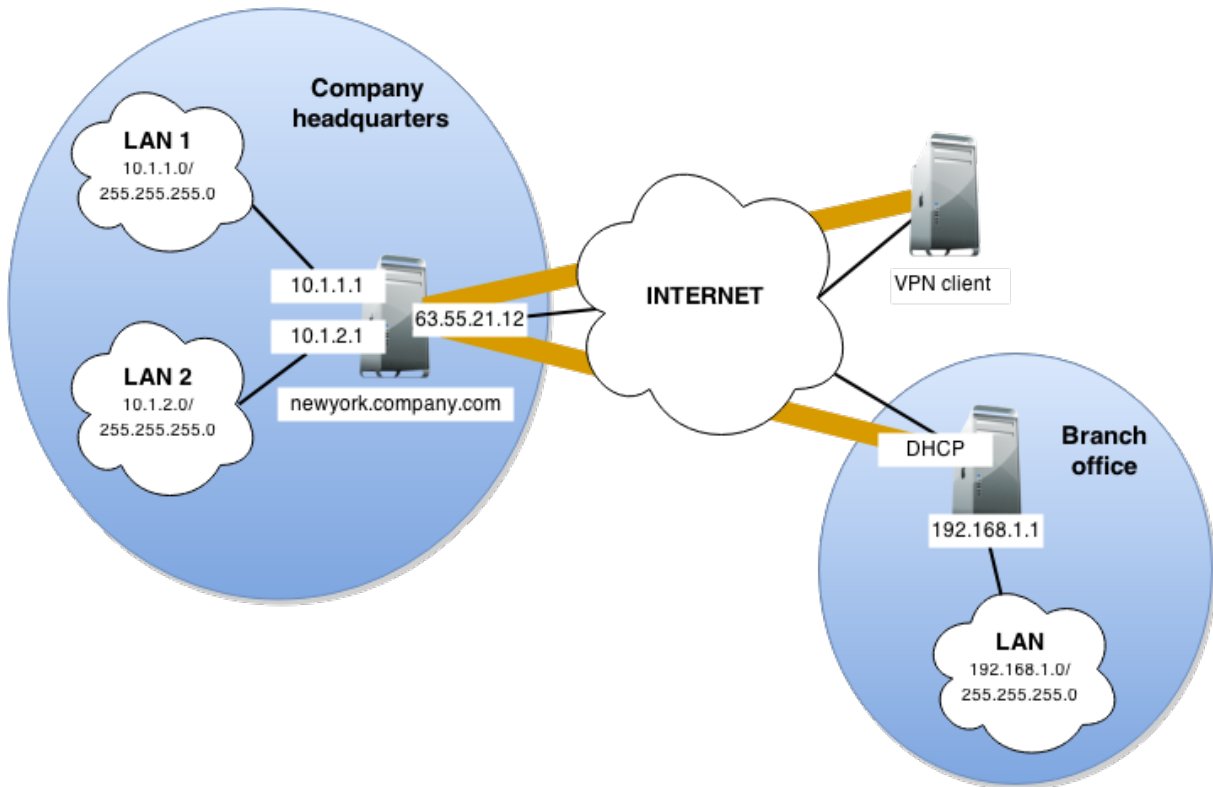 Company
headquarters
LAN 1
10.1.1.0/
255.255.255.0
10.1.1.1
10.1.2.1
63.55.21.12
LAN 2
10.1.2.0/
255.255.255.0
newyork.company.com
INTERNET
VPN client
DHCP
Branch
office
192.168.1.1
LAN
192.168.1.0/
255.255.255.0